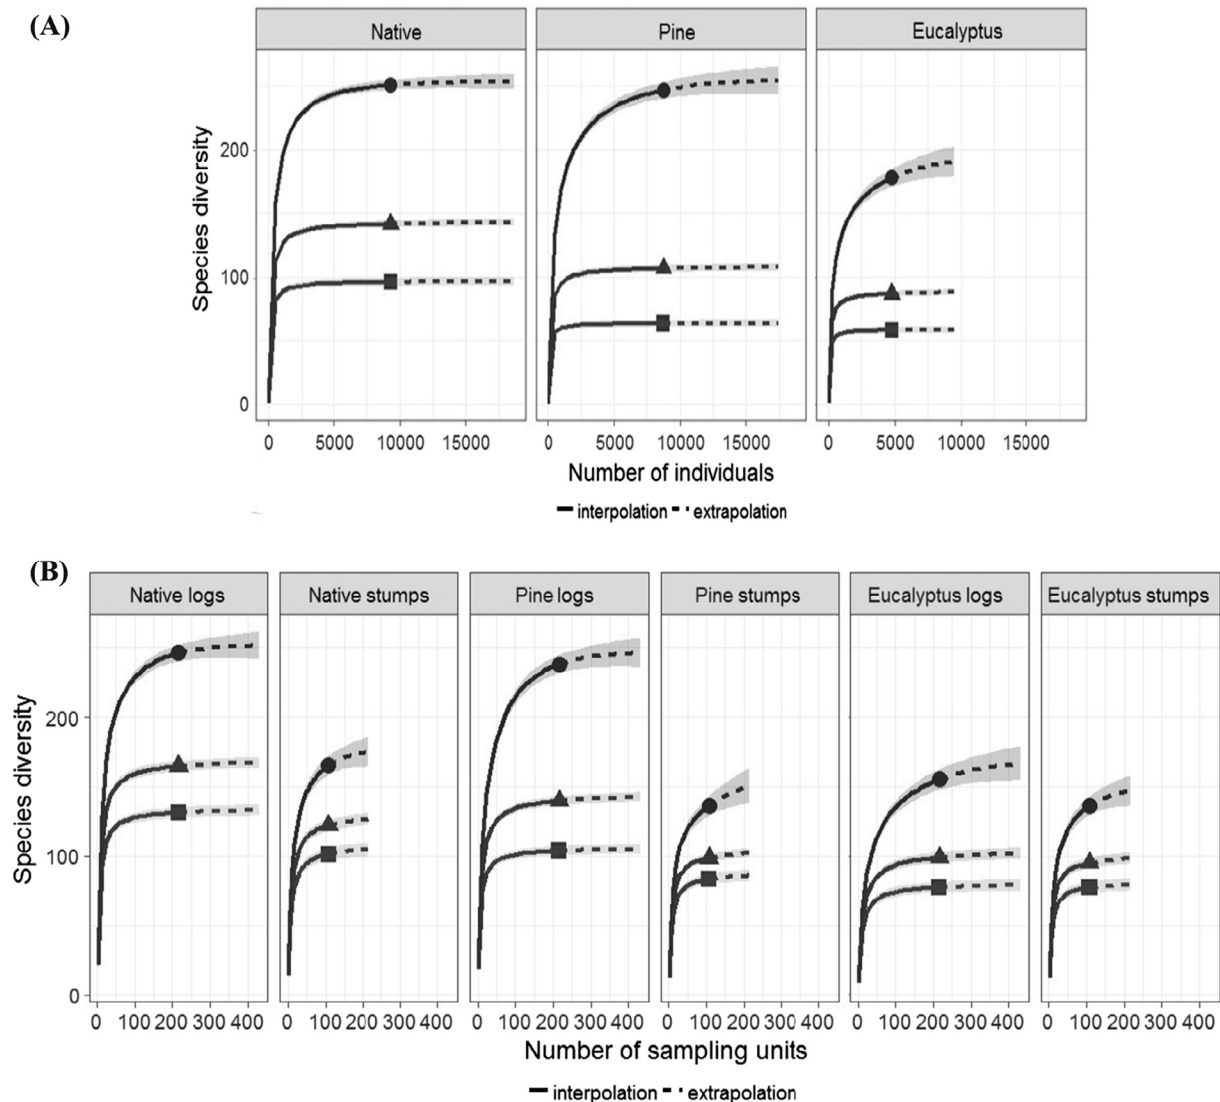 (A)
Native Pine Eucalyptus
Species diversity
200
100
0
0 5000 10000 15000 0 5000 10000 15000 0 5000 10000 15000
Number of individuals
interpolation extrapolation
(B)
Native logs Native stumps Pine logs Pine stumps Eucalyptus logs Eucalyptus stumps
Species diversity
200
100
0
0 100 200 300 400 0 100 200 300 400 0 100 200 300 400 0 100 200 300 400 0 100 200 300 400 0 100 200 300 400
Number of sampling units
interpolation extrapolation